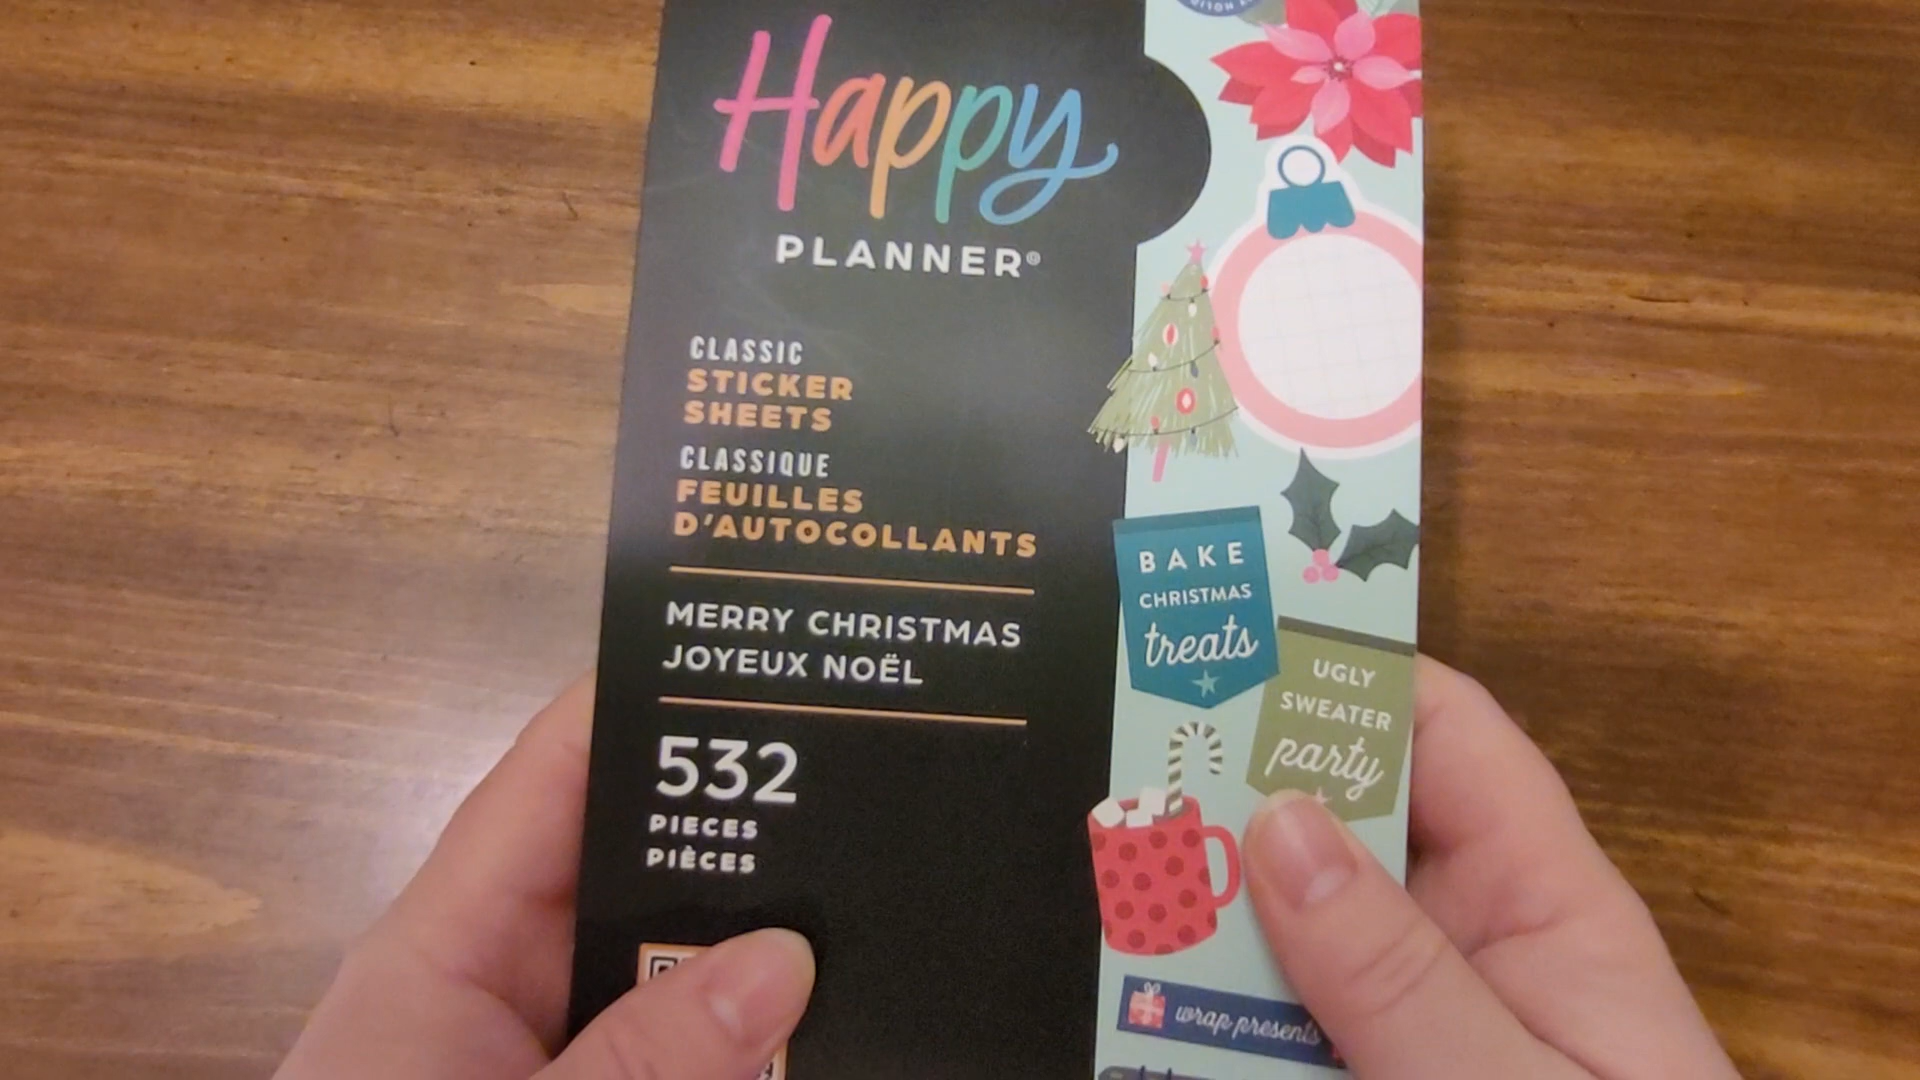 Happy
PLANNER®
CLASSIC
STICKER
SHEETS
CLASSIQUE
FEUILLES
D'AUTOCOLLANTS
MERRY CHRISTMAS
JOYEUX NOËL
532
PIECES
PIÈCES
BAKE
CHRISTMAS
treats
UGLY
SWEATER
party
wrap presents